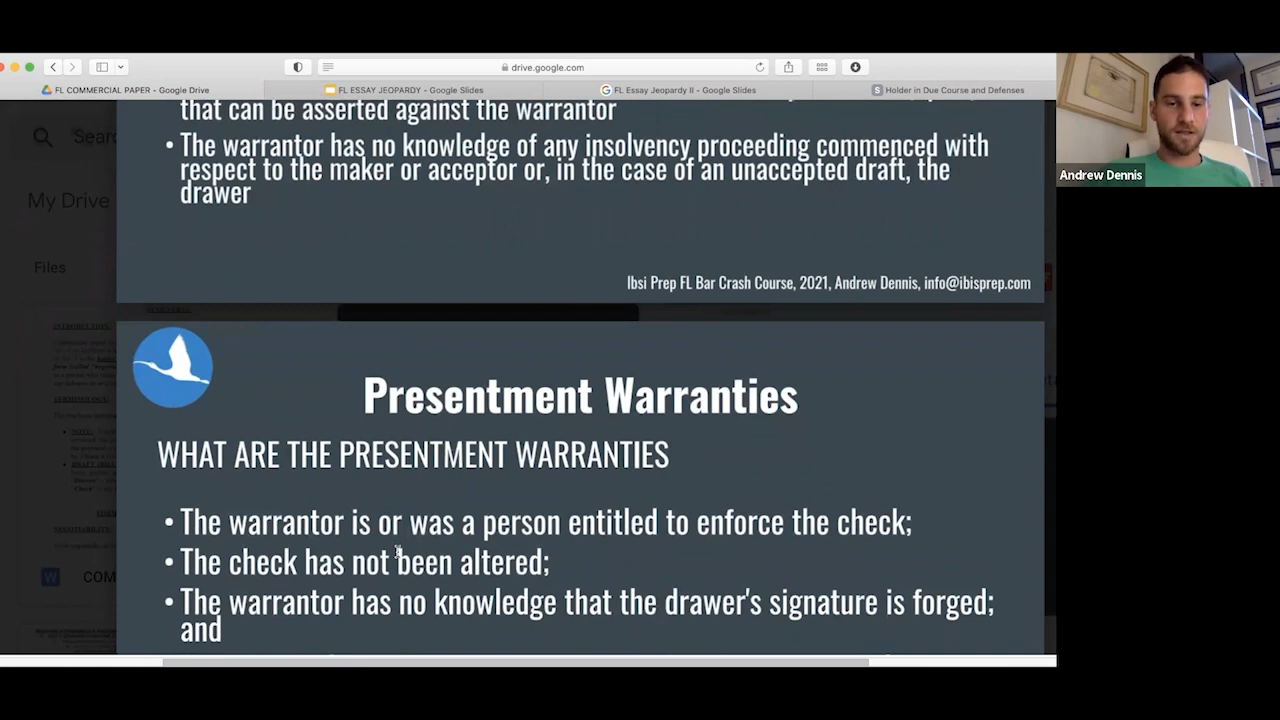 drive.google.com
FL COMMERCIAL PAPER - Google Drive
FL ESSAY JEOPARDY - Google Slides
FL Essay Jeopardy II - Google Slides
Holder in Due Course and Defenses
Andrew Dennis
Sear
My Drive
Files
COM
that can be asserted against the warrantor
• The warrantor has no knowledge of any insolvency proceeding commenced with
respect to the maker or acceptor or, in the case of an unaccepted draft, the
drawer
Ibsi Prep FL Bar Crash Course, 2021, Andrew Dennis, info@ibisprep.com
Presentment Warranties
WHAT ARE THE PRESENTMENT WARRANTIES
• The warrantor is or was a person entitled to enforce the check;
• The check has not been altered;
• The warrantor has no knowledge that the drawer's signature is forged;
and